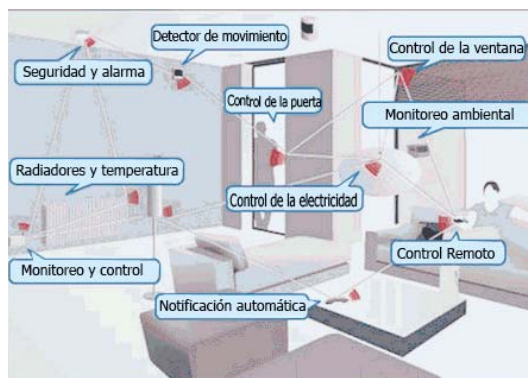 Detector de movimiento
Seguridad y alarma
Control de la ventana
Control de la puerta
Monitoreo ambiental
Radiadores y temperatura
Control de la electricidad
Monitoreo y control
Control Remoto
Notificación automática